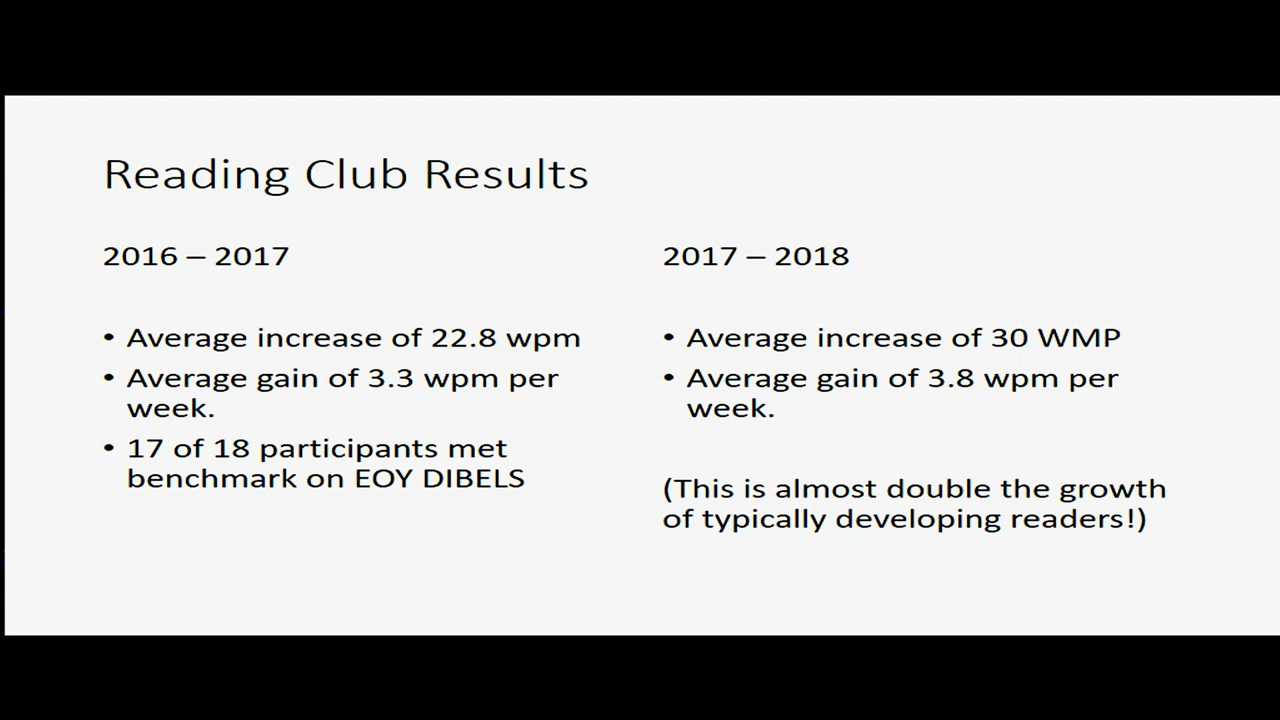 Reading Club Results
2016 – 2017
• Average increase of 22.8 wpm
• Average gain of 3.3 wpm per
week.
• 17 of 18 participants met
benchmark on EOY DIBELS
2017 – 2018
• Average increase of 30 WMP
• Average gain of 3.8 wpm per
week.
(This is almost double the growth
of typically developing readers!)